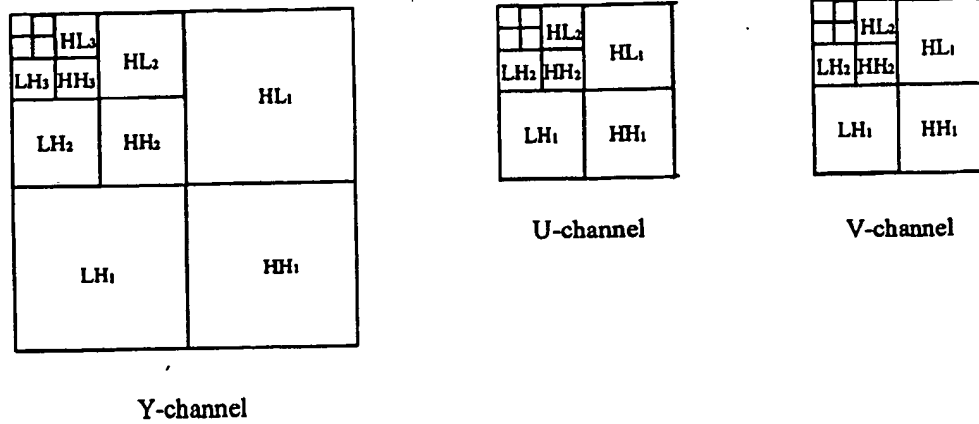 HL₃ HL₂ HL₁
LH₃ HH₃
LH₂ HH₂
LH₁ HH₁
Y-channel
HL₂ HL₁
LH₂ HH₂
LH₁ HH₁
U-channel
HL₂ HL₁
LH₂ HH₂
LH₁ HH₁
V-channel